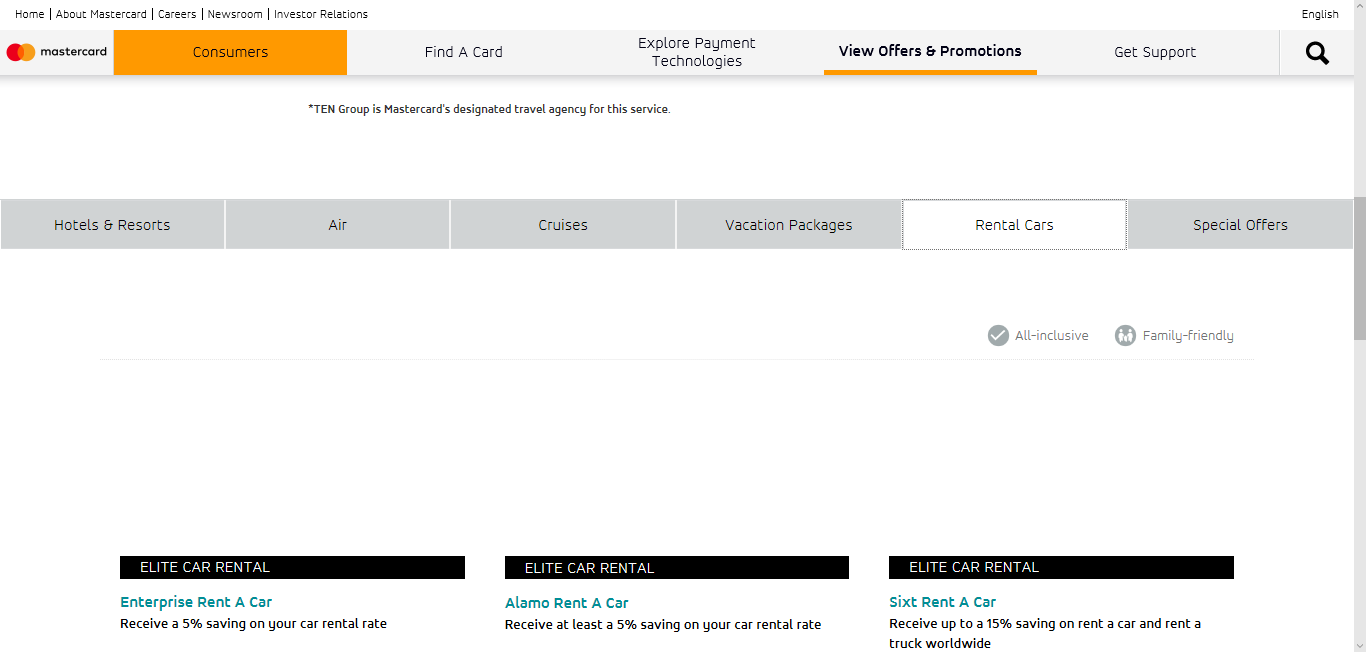 Home | About Mastercard | Careers | Newsroom | Investor Relations English
mastercard
Consumers
Find A Card
Explore Payment
Technologies
View Offers & Promotions
Get Support
*TEN Group is Mastercard's designated travel agency for this service.
Hotels & Resorts
Air
Cruises
Vacation Packages
Rental Cars
Special Offers
All-inclusive
Family-friendly
ELITE CAR RENTAL
Enterprise Rent A Car
Receive a 5% saving on your car rental rate
ELITE CAR RENTAL
Alamo Rent A Car
Receive at least a 5% saving on your car rental rate
ELITE CAR RENTAL
Sixt Rent A Car
Receive up to a 15% saving on rent a car and rent a
truck worldwide